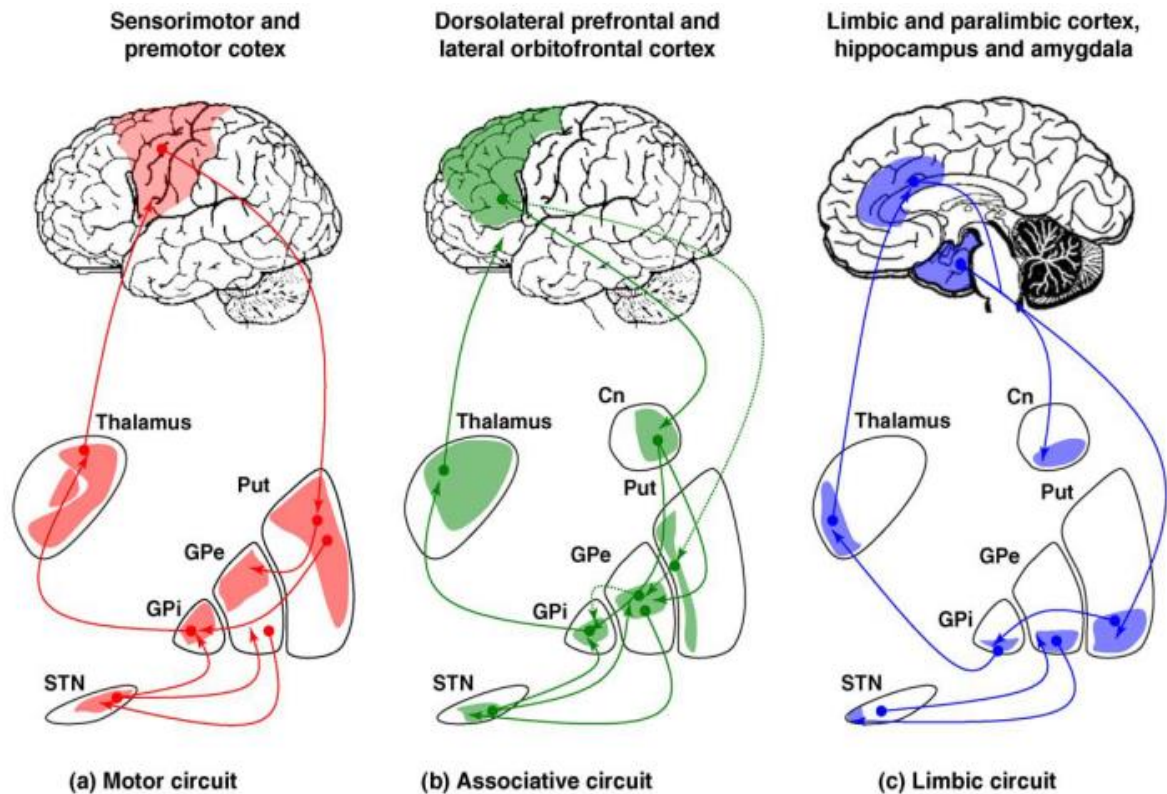 Sensorimotor and
premotor cotex
Dorsolateral prefrontal and
lateral orbitofrontal cortex
Limbic and paralimbic cortex,
hippocampus and amygdala
Thalamus
Put
GPe
GPi
STN
Cn
Thalamus
Put
GPe
GPi
STN
Thalamus
Cn
Put
GPe
GPi
STN
(a) Motor circuit
(b) Associative circuit
(c) Limbic circuit